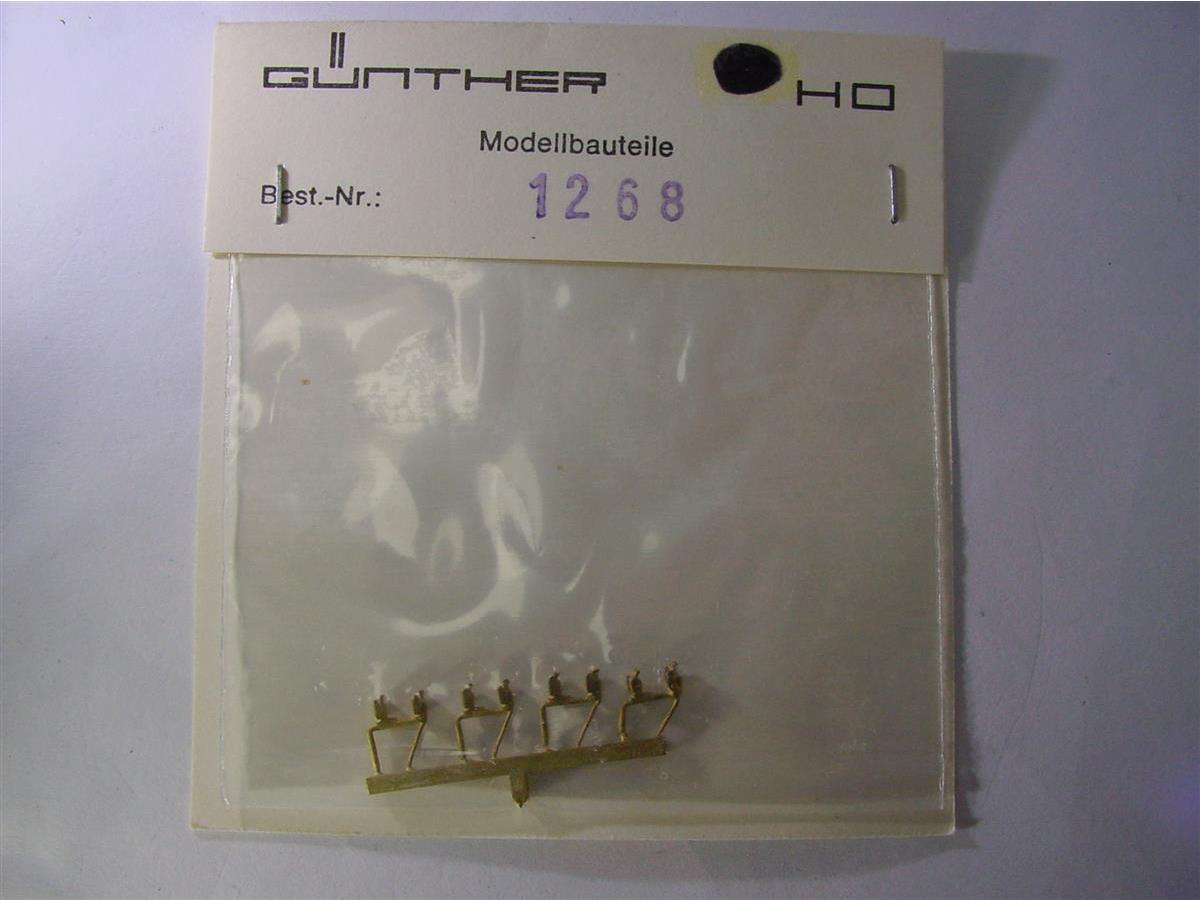 GÜNTHER HO
Modellbauteile
Best.-Nr.: 1268